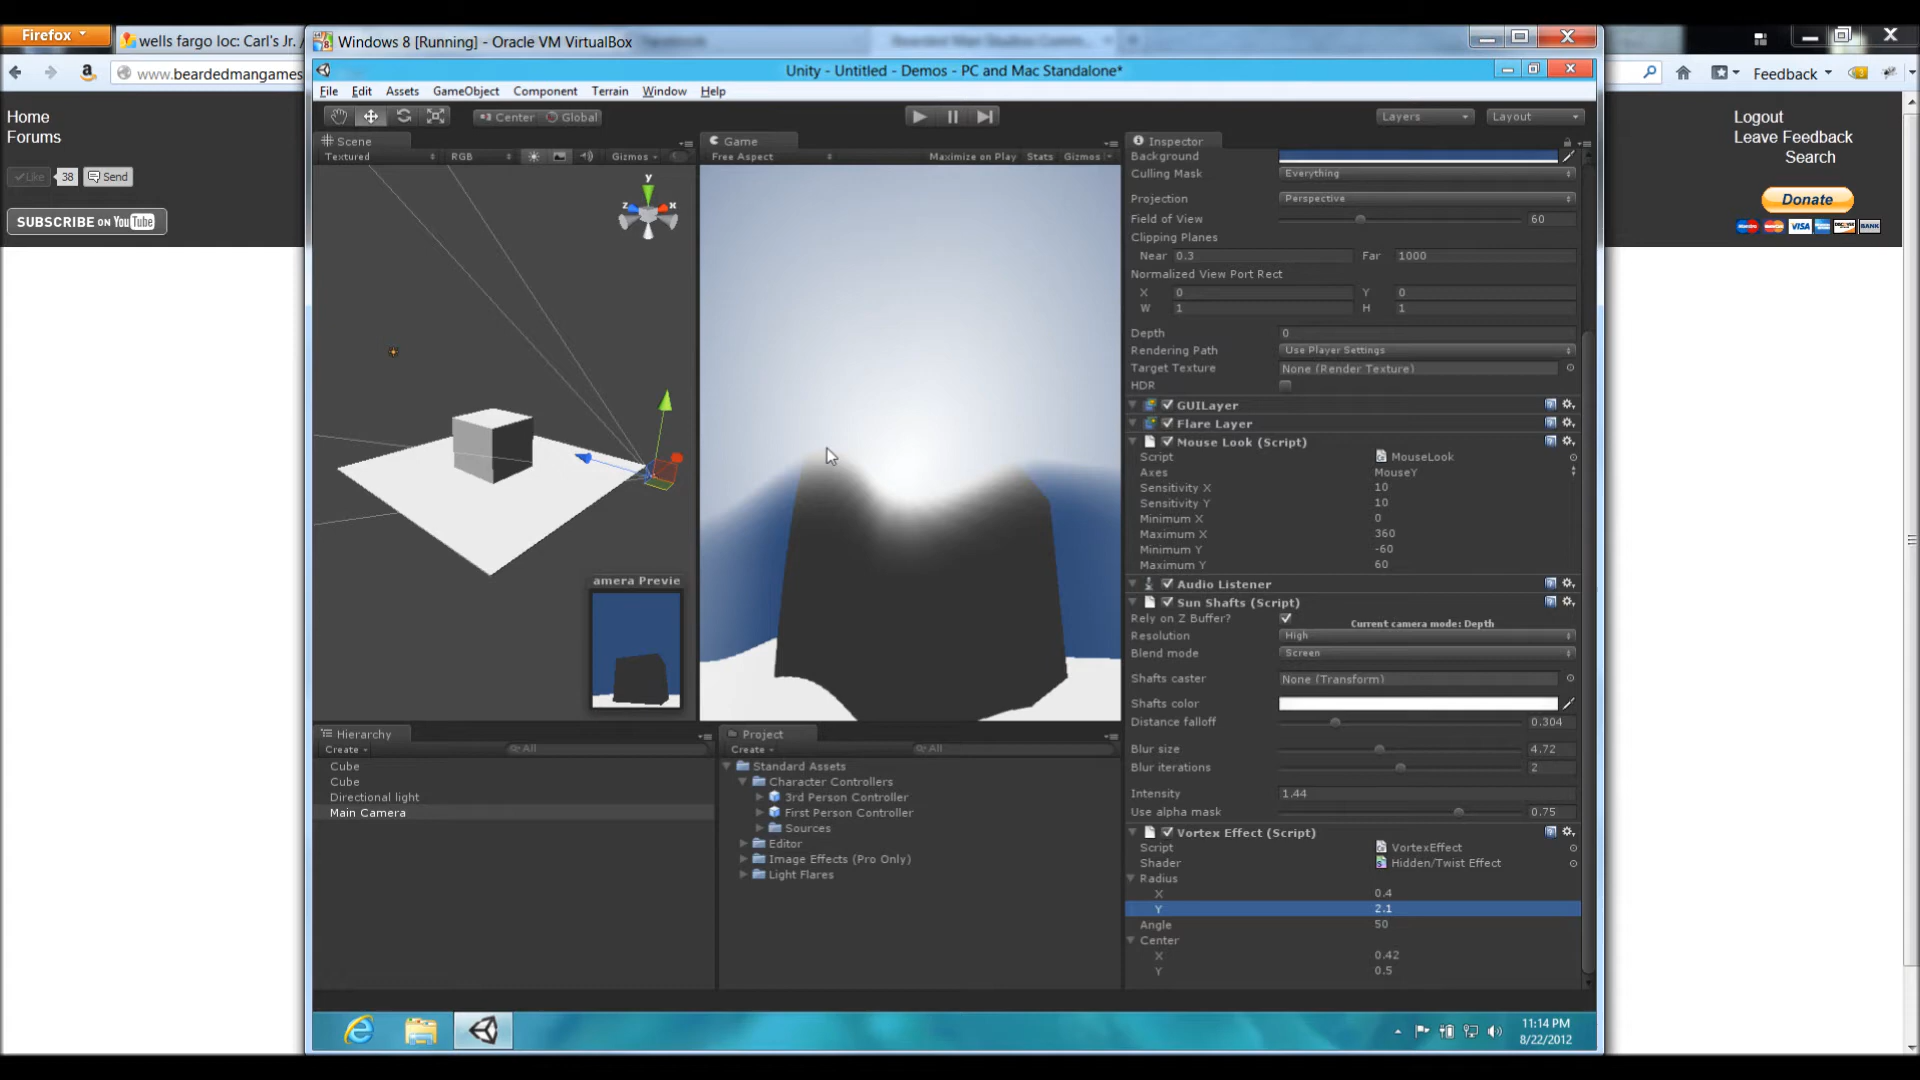 Firefox
wells fargo loc: Carl's Jr. /
www.beardedmangames
Feedback
Home
Forums
Like
38
Send
SUBSCRIBE ON YouTube
Logout
Leave Feedback
Search
Donate
VISA
BANK
Windows 8 [Running] - Oracle VM VirtualBox
Unity - Untitled - Demos - PC and Mac Standalone*
File Edit Assets GameObject Component Terrain Window Help
Center Global
Layers
Layout
Scene
Textured RGB Gizmos
y
z x
amera Previe
Game
Free Aspect Maximize on Play Stats Gizmos
Inspector
Background
Culling Mask Everything
Projection Perspective
Field of View 60
Clipping Planes
Near 0.3 Far 1000
Normalized View Port Rect
X 0 Y 0
W 1 H 1
Depth 0
Rendering Path Use Player Settings
Target Texture None (Render Texture)
HDR
GUILayer
Flare Layer
Mouse Look (Script)
Script MouseLook
Axes MouseY
Sensitivity X 10
Sensitivity Y 10
Minimum X 0
Maximum X 360
Minimum Y -60
Maximum Y 60
Audio Listener
Sun Shafts (Script)
Rely on Z Buffer? Current camera mode: Depth
Resolution High
Blend mode Screen
Shafts caster None (Transform)
Shafts color
Distance falloff 0.304
Blur size 4.72
Blur iterations 2
Intensity 1.44
Use alpha mask 0.75
Vortex Effect (Script)
Script VortexEffect
Shader Hidden/Twist Effect
Radius
X 0.4
Y 2.1
Angle 50
Center
X 0.42
Y 0.5
Hierarchy
Create All
Cube
Cube
Directional light
Main Camera
Project
Create All
Standard Assets
Character Controllers
3rd Person Controller
First Person Controller
Sources
Editor
Image Effects (Pro Only)
Light Flares
11:14 PM
8/22/2012